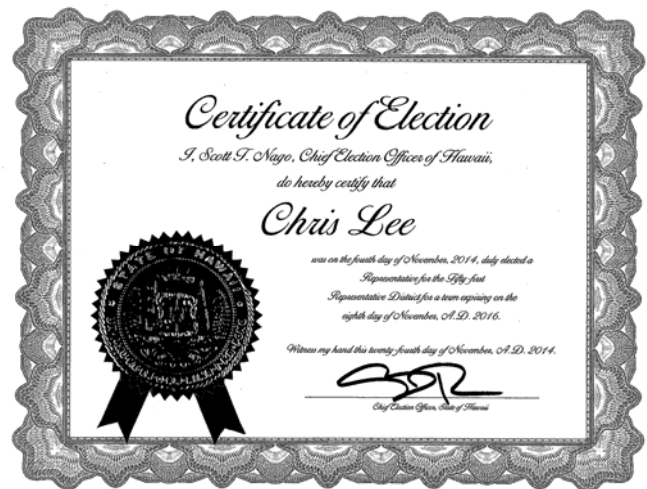 Certificate of Election
I, Scott T. Nago, Chief Election Officer of Hawaii,
do hereby certify that
Chris Lee
was on the fourth day of November, 2014, duly elected a
Representative for the Fifty-first
Representative District for a term expiring on the
eighth day of November, A.D. 2016.
Witness my hand this twenty-fourth day of November, A.D. 2014.
Chief Election Officer, State of Hawaii
STATE OF HAWAII